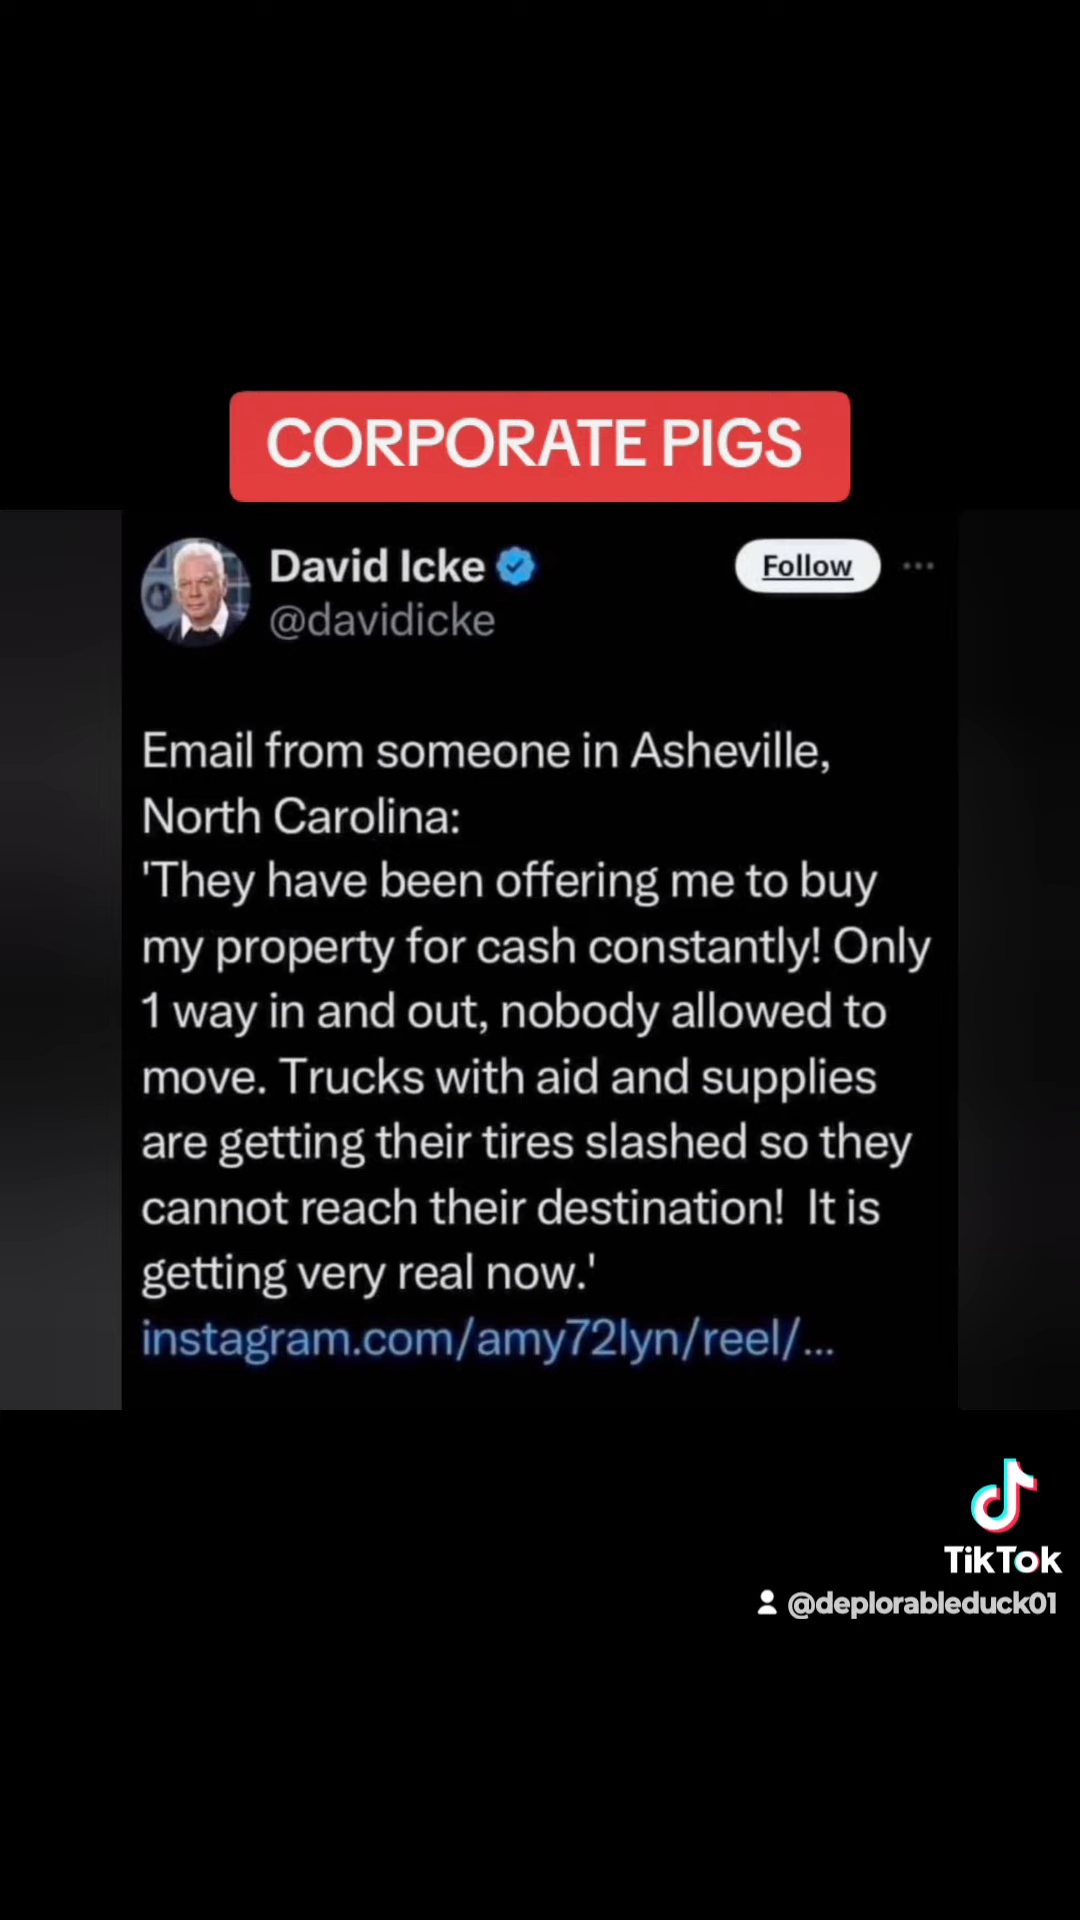 CORPORATE PIGS
David Icke
Follow
@davidicke
Email from someone in Asheville,
North Carolina:
'They have been offering me to buy
my property for cash constantly! Only
1 way in and out, nobody allowed to
move. Trucks with aid and supplies
are getting their tires slashed so they
cannot reach their destination!  It is
getting very real now.'
instagram.com/amy72lyn/reel/...
TikTok
@deplorableduck01